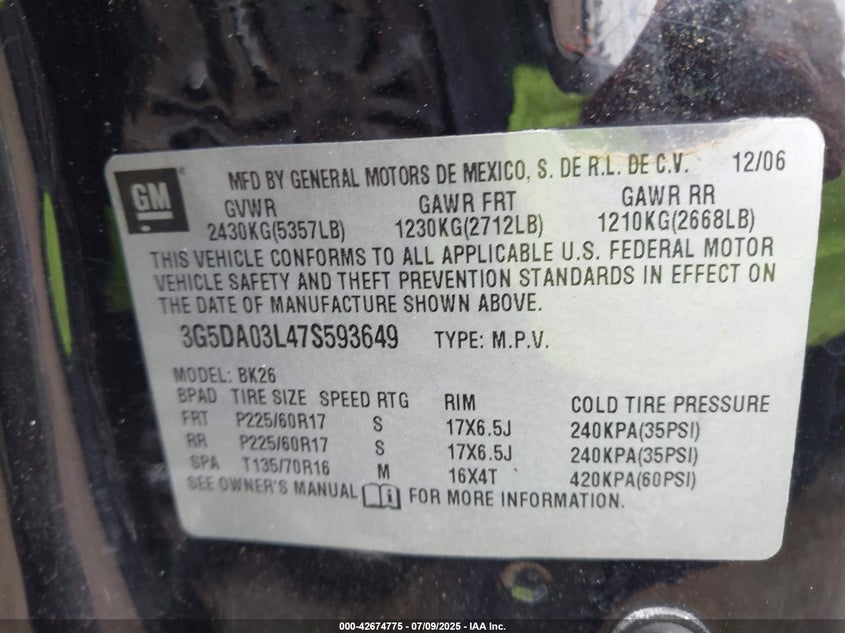 GM
MFD BY GENERAL MOTORS DE MEXICO, S. DE R.L. DE C.V. 12/06
GVWR GAWR FRT GAWR RR
2430KG(5357LB) 1230KG(2712LB) 1210KG(2668LB)
THIS VEHICLE CONFORMS TO ALL APPLICABLE U.S. FEDERAL MOTOR
VEHICLE SAFETY AND THEFT PREVENTION STANDARDS IN EFFECT ON
THE DATE OF MANUFACTURE SHOWN ABOVE.
3G5DA03L47S593649 TYPE: M.P.V.
MODEL: BK26
BPAD TIRE SIZE SPEED RTG RIM COLD TIRE PRESSURE
FRT P225/60R17 S 17X6.5J 240KPA(35PSI)
RR P225/60R17 S 17X6.5J 240KPA(35PSI)
SPA T135/70R16 M 16X4T 420KPA(60PSI)
SEE OWNER'S MANUAL FOR MORE INFORMATION.
000-42674775 - 07/09/2025 - IAA Inc.